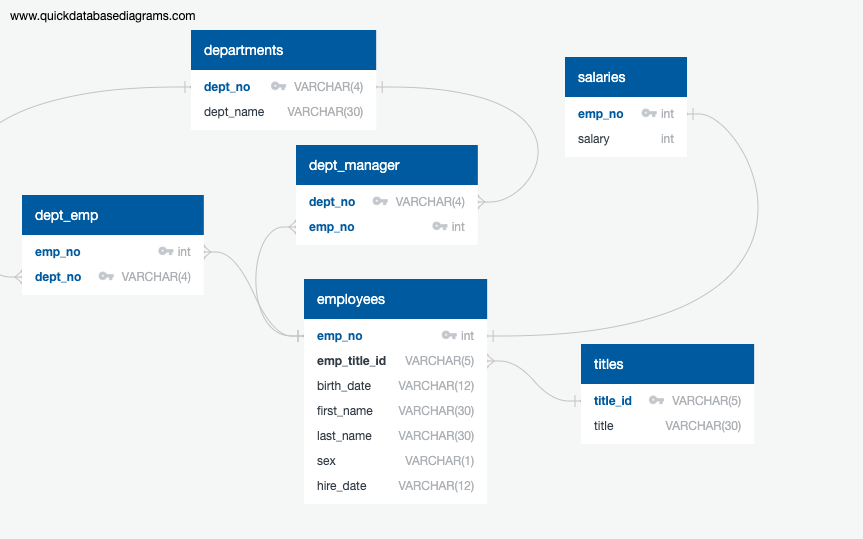 www.quickdatabasediagrams.com
departments
dept_no VARCHAR(4)
dept_name VARCHAR(30)
salaries
emp_no int
salary int
dept_manager
dept_no VARCHAR(4)
emp_no int
dept_emp
emp_no int
dept_no VARCHAR(4)
employees
emp_no int
emp_title_id VARCHAR(5)
birth_date VARCHAR(12)
first_name VARCHAR(30)
last_name VARCHAR(30)
sex VARCHAR(1)
hire_date VARCHAR(12)
titles
title_id VARCHAR(5)
title VARCHAR(30)